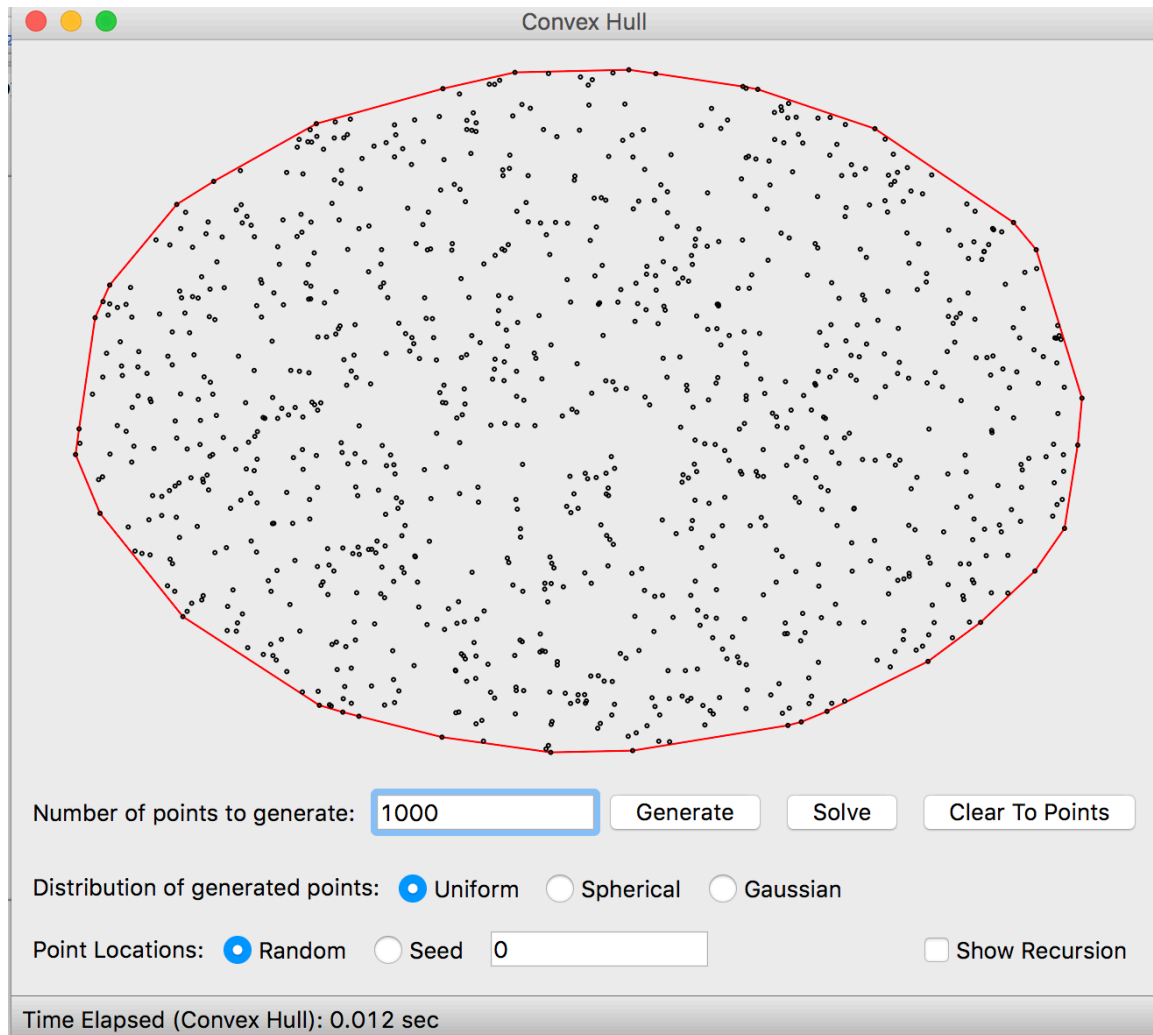 Convex Hull
Number of points to generate: 1000 Generate Solve Clear To Points
Distribution of generated points: Uniform Spherical Gaussian
Point Locations: Random Seed 0 Show Recursion
Time Elapsed (Convex Hull): 0.012 sec